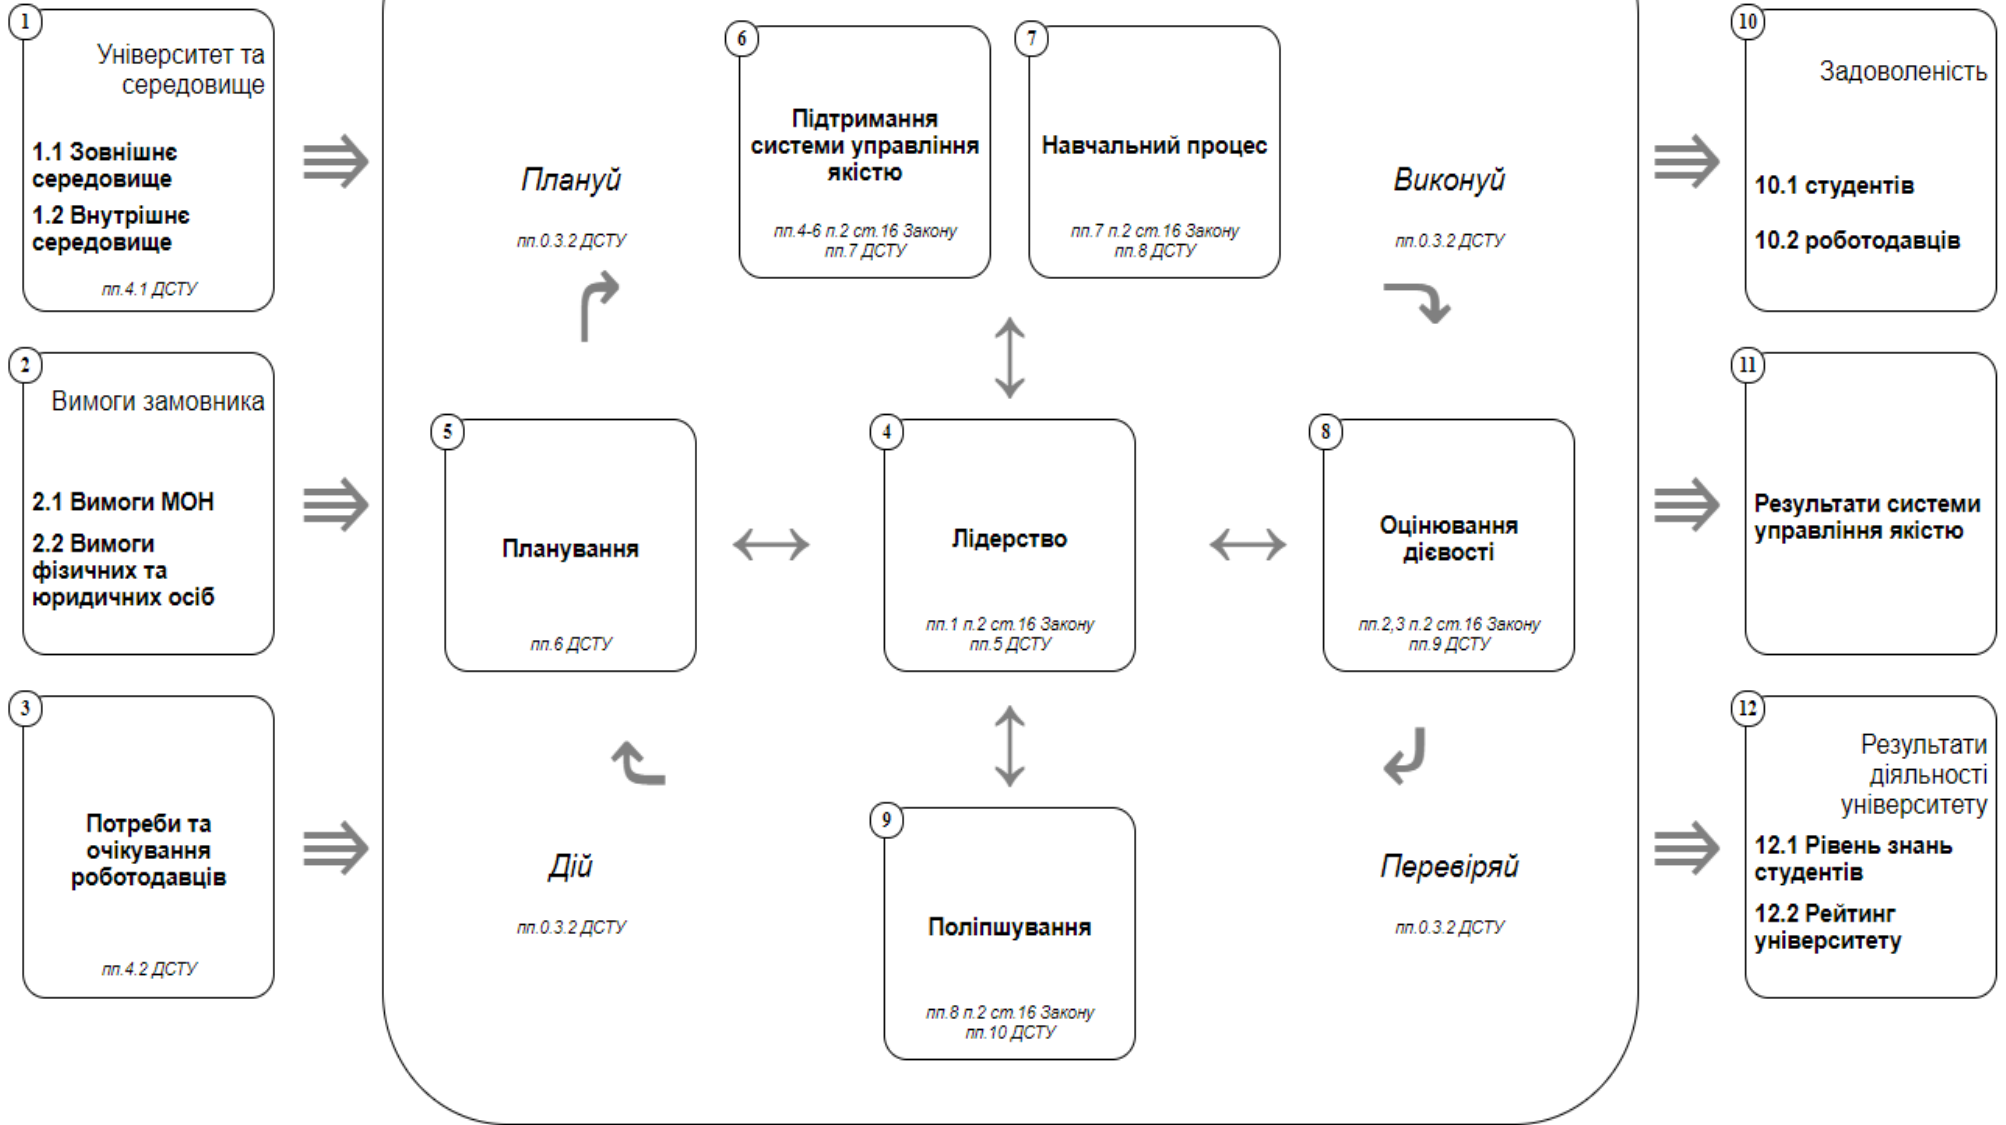 1
Університет та
середовище
1.1 Зовнішнє
середовище
1.2 Внутрішнє
середовище
пп.4.1 ДСТУ
2
Вимоги замовника
2.1 Вимоги МОН
2.2 Вимоги
фізичних та
юридичних осіб
3
Потреби та
очікування
роботодавців
пп.4.2 ДСТУ
Плануй
пп.0.3.2 ДСТУ
6
Підтримання
системи управління
якістю
пп.4-6 п.2 ст.16 Закону
пп.7 ДСТУ
7
Навчальний процес
пп.7 п.2 ст.16 Закону
пп.8 ДСТУ
Виконуй
пп.0.3.2 ДСТУ
5
Планування
пп.6 ДСТУ
4
Лідерство
пп.1 п.2 ст.16 Закону
пп.5 ДСТУ
8
Оцінювання
дієвості
пп.2,3 п.2 ст.16 Закону
пп.9 ДСТУ
Дій
пп.0.3.2 ДСТУ
9
Поліпшування
пп.8 п.2 ст.16 Закону
пп.10 ДСТУ
Перевіряй
пп.0.3.2 ДСТУ
10
Задоволеність
10.1 студентів
10.2 роботодавців
11
Результати системи
управління якістю
12
Результати
діяльності
університету
12.1 Рівень знань
студентів
12.2 Рейтинг
університету